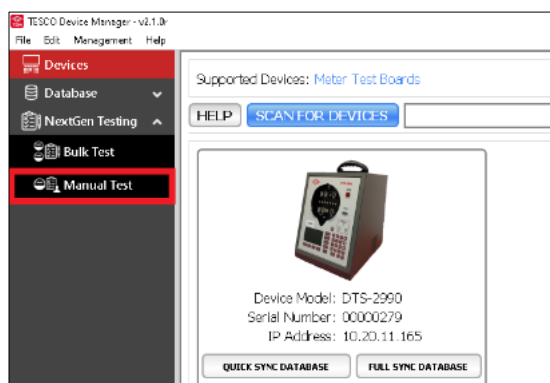 TESCO Device Manager - v2.1.0r
File Edit Management Help
Devices
Database
NextGen Testing
Bulk Test
Manual Test
Supported Devices: Meter Test Boards
HELP SCAN FOR DEVICES
Device Model: DTS-2990
Serial Number: 00000279
IP Address: 10.20.11.165
QUICK SYNC DATABASE FULL SYNC DATABASE